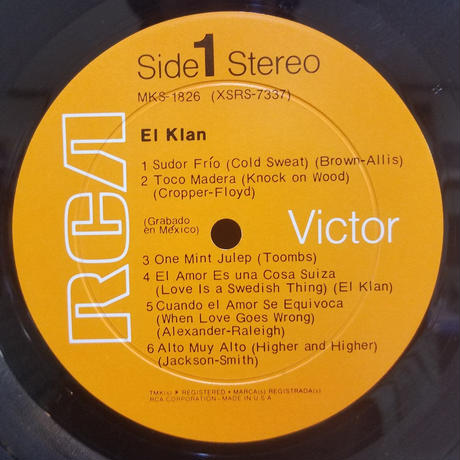 Side 1 Stereo
MKS-1826 (XSRS-7337)
El Klan
1 Sudor Frío (Cold Sweat) (Brown-Allis)
2 Toco Madera (Knock on Wood)
(Cropper-Floyd)
(Grabado
en México)
RCA
Victor
3 One Mint Julep (Toombs)
4 El Amor Es una Cosa Suiza
(Love Is a Swedish Thing) (El Klan)
5 Cuando el Amor Se Equivoca
(When Love Goes Wrong)
(Alexander-Raleigh)
6 Alto Muy Alto (Higher and Higher)
(Jackson-Smith)
TMK(s) ® REGISTERED • MARCA(s) REGISTRADA(s)
RCA CORPORATION - MADE IN U.S.A